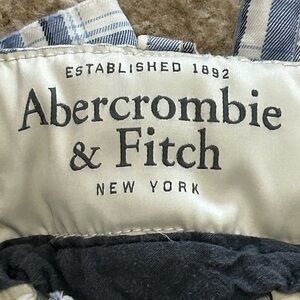 ESTABLISHED 1892
Abercrombie
& Fitch
NEW YORK